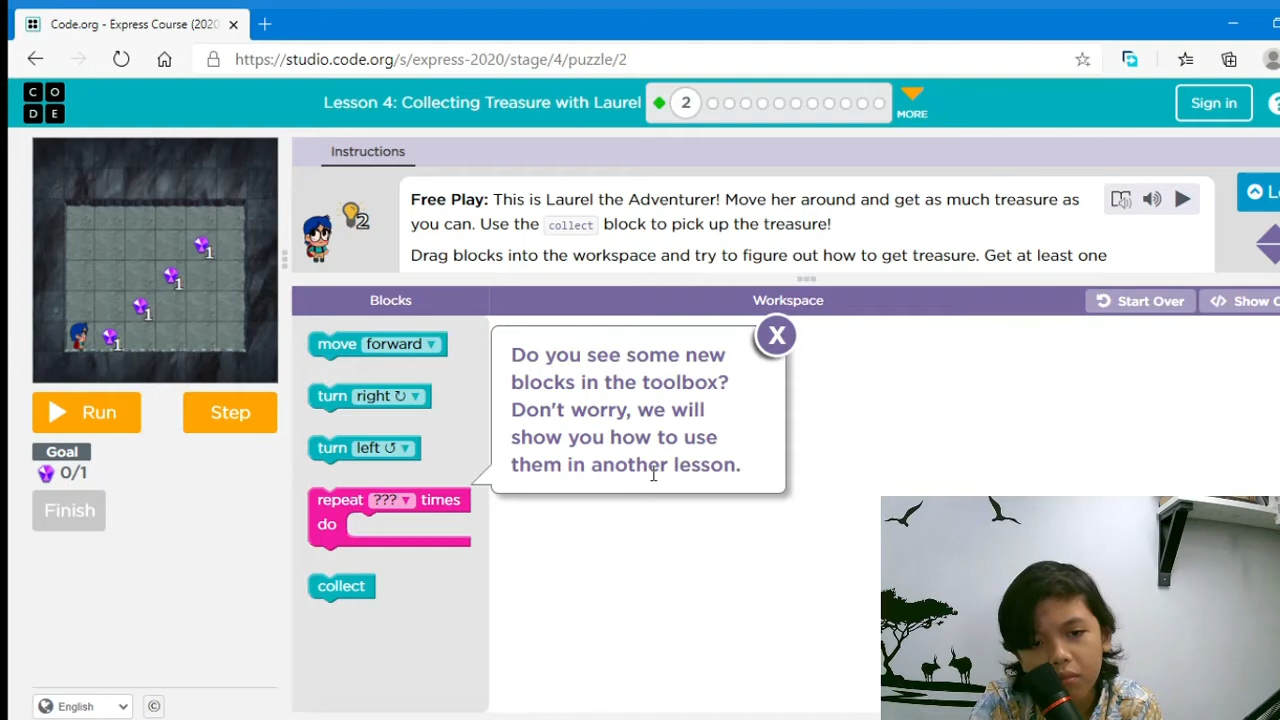 Code.org - Express Course (2020
https://studio.code.org/s/express-2020/stage/4/puzzle/2
C O
D E
Lesson 4: Collecting Treasure with Laurel
2
MORE
Sign in
?
Instructions
2
Free Play: This is Laurel the Adventurer! Move her around and get as much treasure as
you can. Use the collect block to pick up the treasure!
Drag blocks into the workspace and try to figure out how to get treasure. Get at least one
1
1
1
1
Run
Step
Goal
0/1
Finish
English
©
Blocks
Workspace
Start Over
</> Show
move forward
turn right ↻
turn left ↺
repeat ??? times
do
collect
X
Do you see some new
blocks in the toolbox?
Don't worry, we will
show you how to use
them in another lesson.